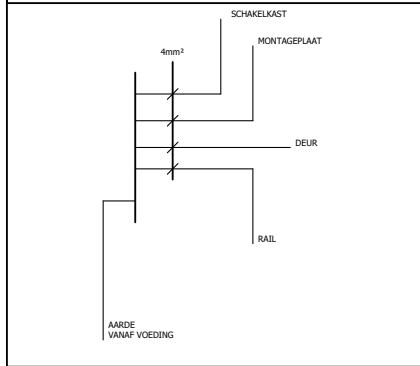 SCHAKELKAST
MONTAGEPLAAT
4mm²
DEUR
RAIL
AARDE
VANAF VOEDING